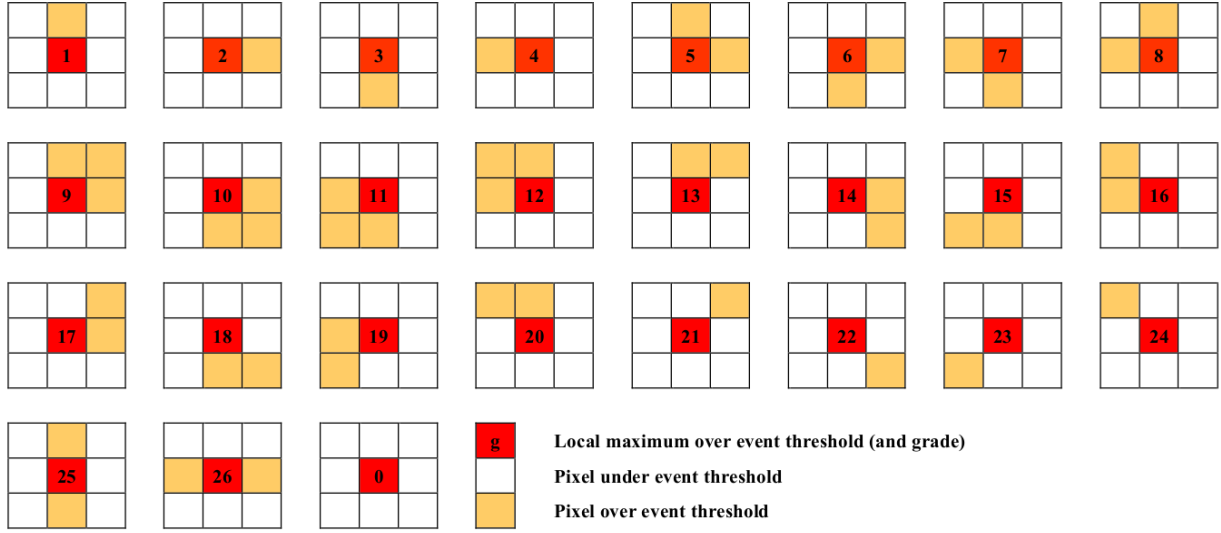 1 2 3 4 5 6 7 8
9 10 11 12 13 14 15 16
17 18 19 20 21 22 23 24
25 26 0
g Local maximum over event threshold (and grade)
Pixel under event threshold
Pixel over event threshold